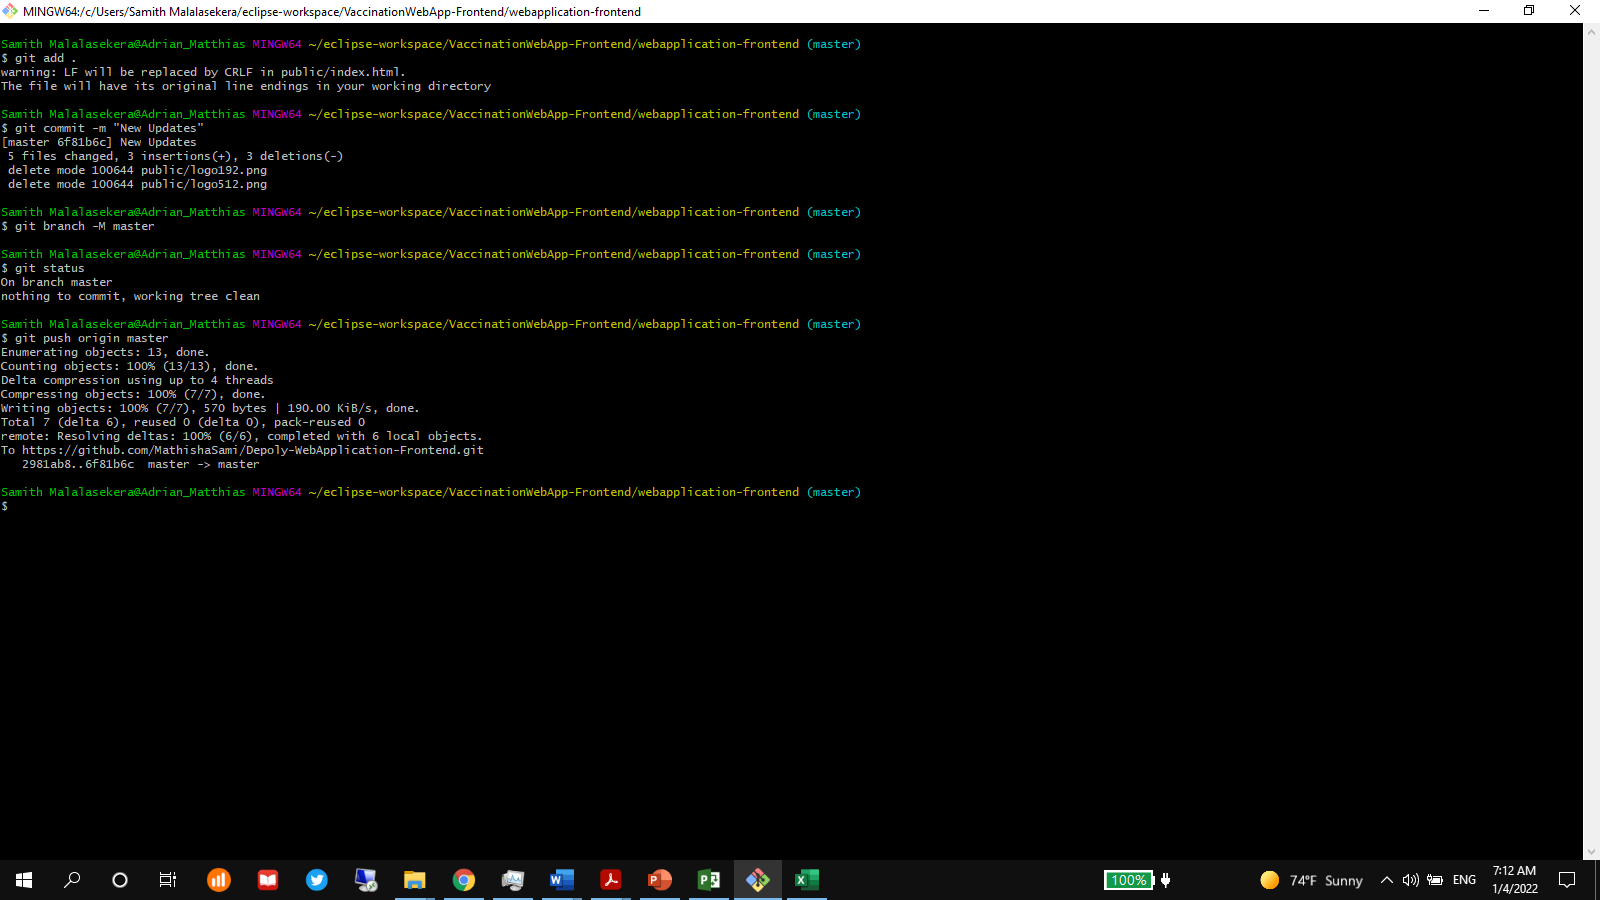 MINGW64:/c/Users/Samith Malalasekera/eclipse-workspace/VaccinationWebApp-Frontend/webapplication-frontend
Samith Malalasekera@Adrian_Matthias MINGW64 ~/eclipse-workspace/VaccinationWebApp-Frontend/webapplication-frontend (master)
$ git add .
warning: LF will be replaced by CRLF in public/index.html.
The file will have its original line endings in your working directory
Samith Malalasekera@Adrian_Matthias MINGW64 ~/eclipse-workspace/VaccinationWebApp-Frontend/webapplication-frontend (master)
$ git commit -m "New Updates"
[master 6f81b6c] New Updates
 5 files changed, 3 insertions(+), 3 deletions(-)
 delete mode 100644 public/logo192.png
 delete mode 100644 public/logo512.png
Samith Malalasekera@Adrian_Matthias MINGW64 ~/eclipse-workspace/VaccinationWebApp-Frontend/webapplication-frontend (master)
$ git branch -M master
Samith Malalasekera@Adrian_Matthias MINGW64 ~/eclipse-workspace/VaccinationWebApp-Frontend/webapplication-frontend (master)
$ git status
On branch master
nothing to commit, working tree clean
Samith Malalasekera@Adrian_Matthias MINGW64 ~/eclipse-workspace/VaccinationWebApp-Frontend/webapplication-frontend (master)
$ git push origin master
Enumerating objects: 13, done.
Counting objects: 100% (13/13), done.
Delta compression using up to 4 threads
Compressing objects: 100% (7/7), done.
Writing objects: 100% (7/7), 570 bytes | 190.00 KiB/s, done.
Total 7 (delta 6), reused 0 (delta 0), pack-reused 0
remote: Resolving deltas: 100% (6/6), completed with 6 local objects.
To https://github.com/MathishaSami/Depoly-WebApplication-Frontend.git
   2981ab8..6f81b6c  master -> master
Samith Malalasekera@Adrian_Matthias MINGW64 ~/eclipse-workspace/VaccinationWebApp-Frontend/webapplication-frontend (master)
$
100%
74°F Sunny
ENG
7:12 AM
1/4/2022